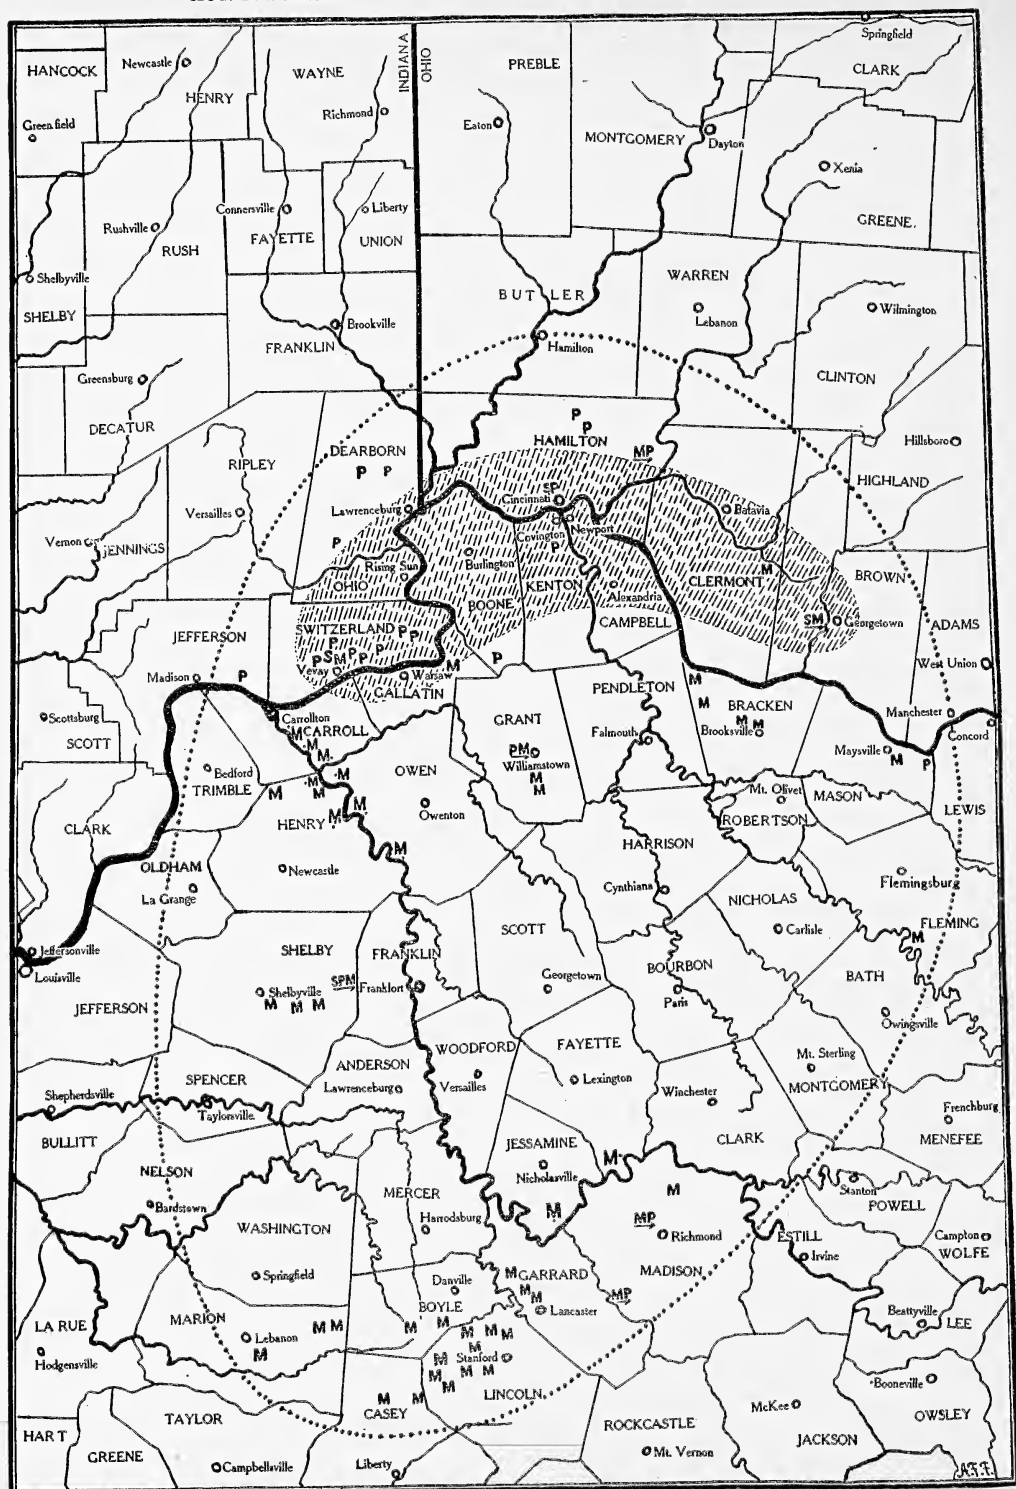 Springfield
HANCOCK
Newcastle
WAYNE
INDIANA
OHIO
PREBLE
CLARK
HENRY
Richmond
Greenfield
Eaton
MONTGOMERY
Dayton
Xenia
Connersville
Liberty
GREENE.
Rushville
RUSH
FAYETTE
UNION
Shelbyville
WARREN
SHELBY
BUTLER
Lebanon
Wilmington
Brookville
FRANKLIN
Hamilton
Greensburg
CLINTON
DECATUR
P
P
HAMILTON
Hillsboro
DEARBORN
MP
RIPLEY
P P
HIGHLAND
SP
Cincinnati
Lawrenceburg
Versailles
Batavia
Newport
Covington
P
Vernon
JENNINGS
P
Rising Sun
Burlington
M
OHIO
BOONE
KENTON
CLERMONT
BROWN
Alexandria
SWITZERLAND
P P
CAMPBELL
SM
Georgetown
ADAMS
JEFFERSON
P
P S M P P P
Vevay
M
P
West Union
Madison
P
Warsaw
GALLATIN
PENDLETON
M
M
BRACKEN
Manchester
Scottsburg
Carrollton
CARROLL
GRANT
Falmouth
M M
Brooksville
Concord
SCOTT
M
M
M
PM
Williamstown
Maysville
M
P
Bedford
TRIMBLE
M
M
M
M
OWEN
M
M
Mt. Olivet
MASON
M
M
Owenton
ROBERTSON
LEWIS
HENRY
CLARK
M
HARRISON
OLDHAM
Newcastle
Flemingsburg
La Grange
Cynthiana
NICHOLAS
FLEMING
SCOTT
Carlisle
M
SHELBY
FRANKLIN
Jeffersonville
Louisville
BOURBON
BATH
SPM
Frankfort
Georgetown
Shelbyville
M M M
Paris
JEFFERSON
Owingsville
WOODFORD
FAYETTE
Mt. Sterling
ANDERSON
SPENCER
Lawrenceburg
Versailles
Lexington
MONTGOMERY
Shepherdsville
Winchester
Taylorsville
Frenchburg
BULLITT
JESSAMINE
CLARK
MENEFEE
M
NELSON
Nicholasville
MERCER
M
Stanton
POWELL
Bardstown
M
WASHINGTON
Harrodsburg
MP
Richmond
ESTILL
Campton
WOLFE
Irvine
Springfield
Danville
M
GARRARD
MADISON
M
M
MP
BOYLE
Lancaster
Beattyville
LEE
LA RUE
MARION
M M
M
M
M
M
M
Lebanon
M
M
Hodgensville
M
Stanford
M
M
M
M
Booneville
M
M
LINCOLN
McKee
CASEY
OWSLEY
TAYLOR
ROCKCASTLE
HART
GREENE
Mt. Vernon
JACKSON
Campbellsville
Liberty
A.F.F.